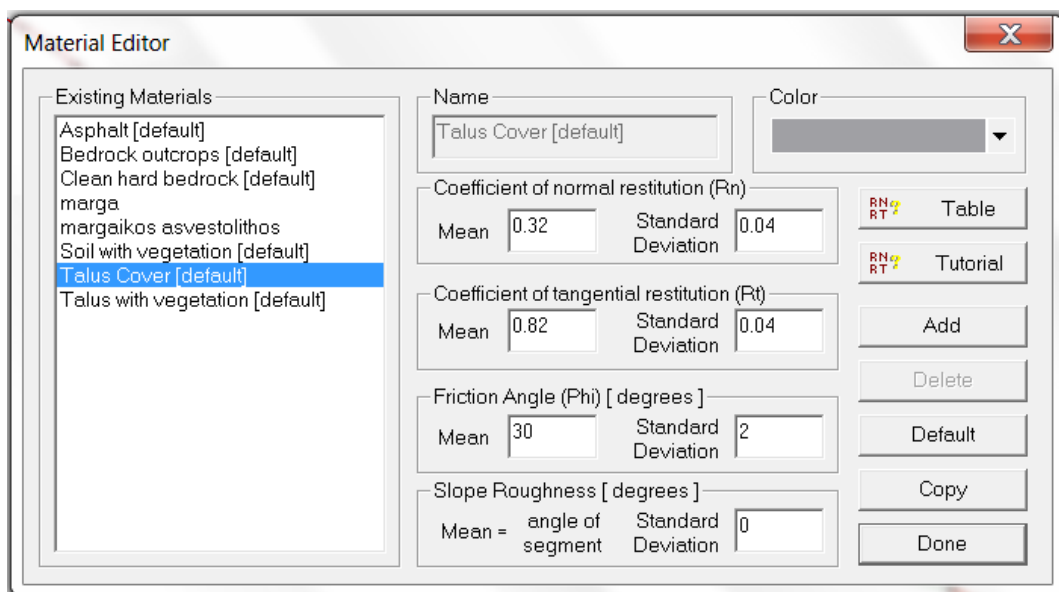 Material Editor
X
Existing Materials
Asphalt [default]
Bedrock outcrops [default]
Clean hard bedrock [default]
marga
margaikos asvestolithos
Soil with vegetation [default]
Talus Cover [default]
Talus with vegetation [default]
Name
Talus Cover [default]
Color
Coefficient of normal restitution (Rn)
Mean 0.32 Standard Deviation 0.04
Coefficient of tangential restitution (Rt)
Mean 0.82 Standard Deviation 0.04
Friction Angle (Phi) [ degrees ]
Mean 30 Standard Deviation 2
Slope Roughness [ degrees ]
Mean = angle of segment Standard Deviation 0
RN RT ? Table
RN RT ? Tutorial
Add
Delete
Default
Copy
Done